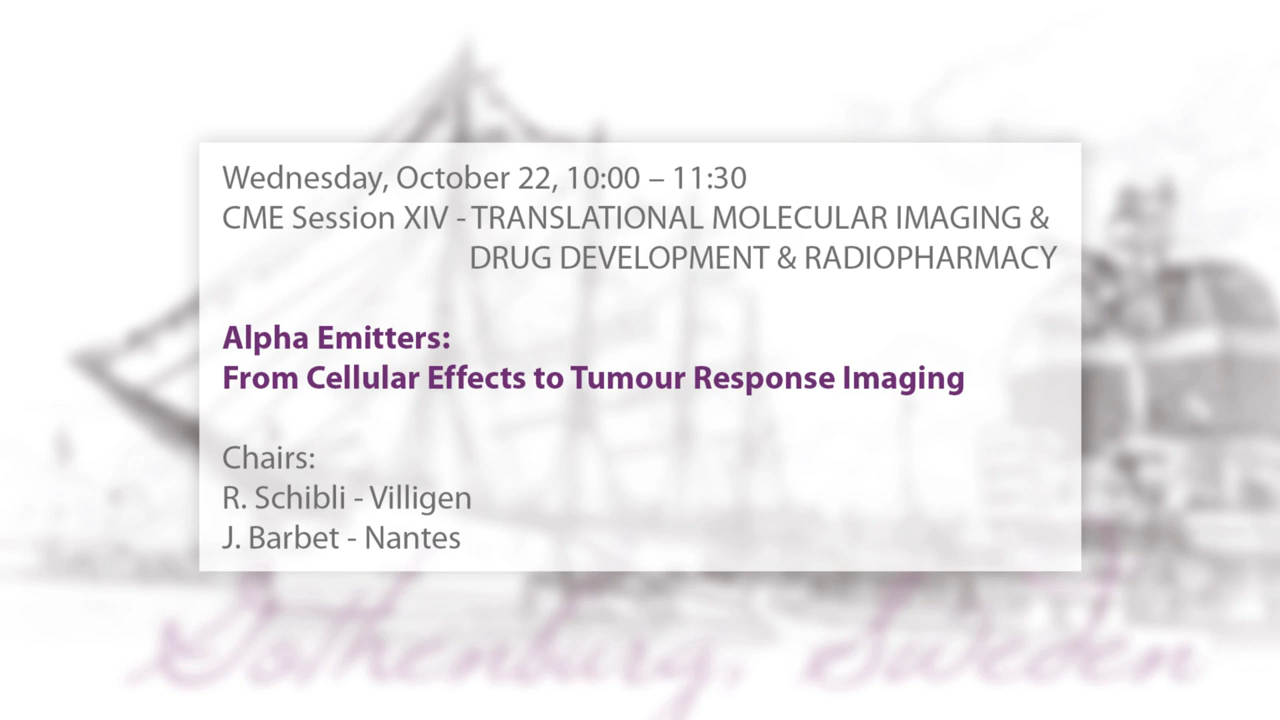 Wednesday, October 22, 10:00 – 11:30
CME Session XIV - TRANSLATIONAL MOLECULAR IMAGING &
DRUG DEVELOPMENT & RADIOPHARMACY
Alpha Emitters:
From Cellular Effects to Tumour Response Imaging
Chairs:
R. Schibli - Villigen
J. Barbet - Nantes
Gothenburg, Sweden